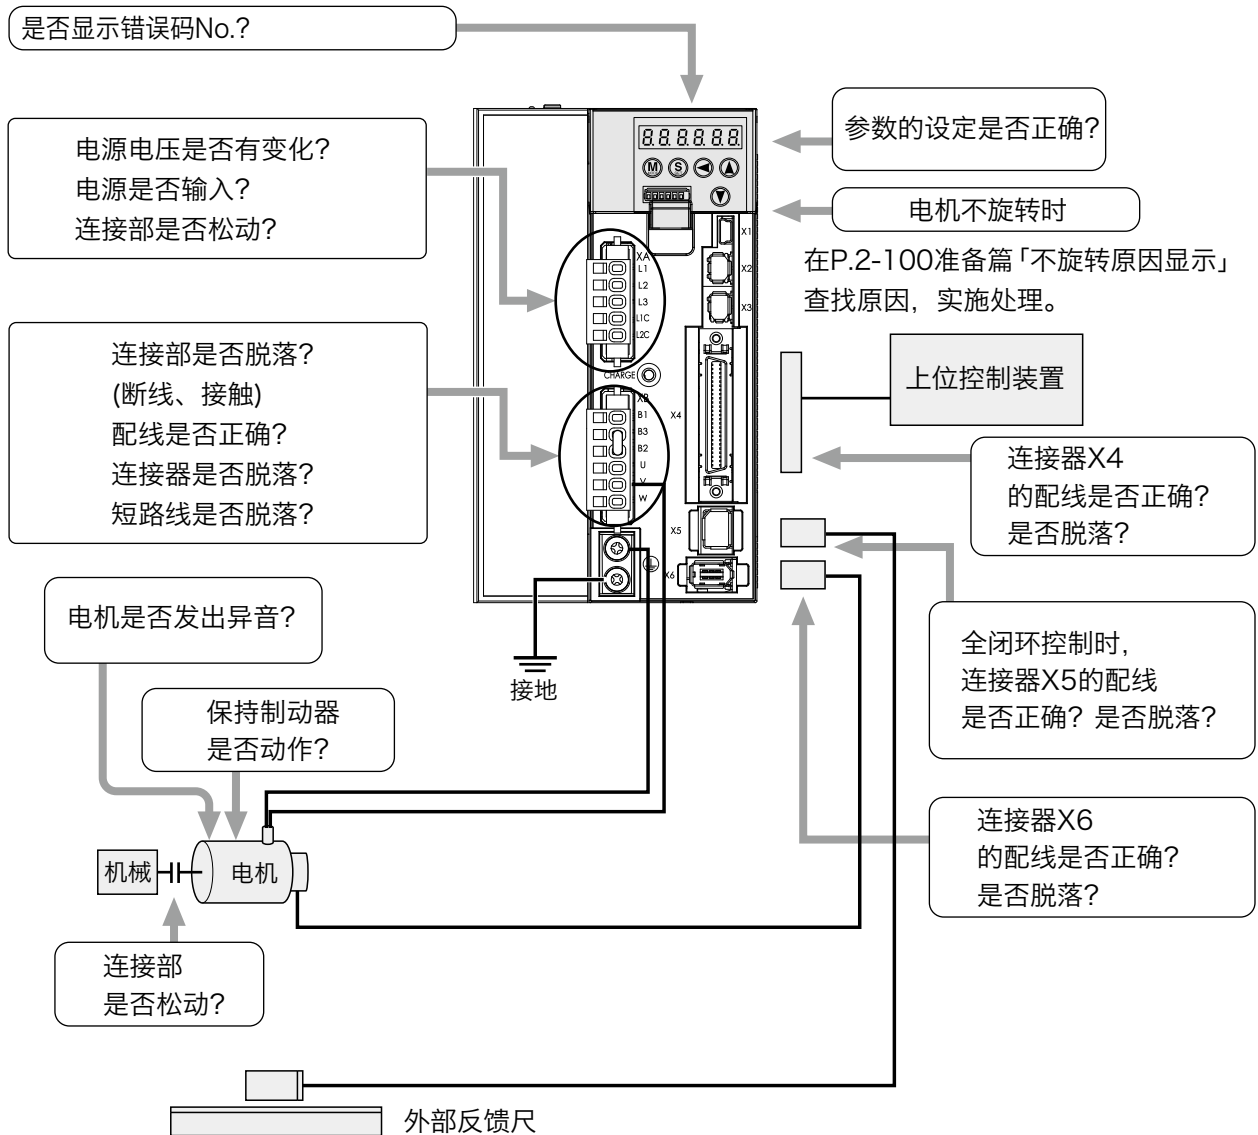 是否显示错误码No.?
电源电压是否有变化?
电源是否输入?
连接部是否松动?
参数的设定是否正确?
电机不旋转时
在P.2-100准备篇「不旋转原因显示」
查找原因，实施处理。
8.8.8.8.8.8.
M S
X1
X2
X3
XA
L1
L2
L3
L1C
L2C
CHARGE
XB
B1
B3
B2
U
V
W
X4
X5
X6
连接部是否脱落?
(断线、接触)
配线是否正确?
连接器是否脱落?
短路线是否脱落?
上位控制装置
连接器X4
的配线是否正确?
是否脱落?
电机是否发出异音?
接地
保持制动器
是否动作?
全闭环控制时，
连接器X5的配线
是否正确? 是否脱落?
连接器X6
的配线是否正确?
是否脱落?
机械
电机
连接部
是否松动?
外部反馈尺